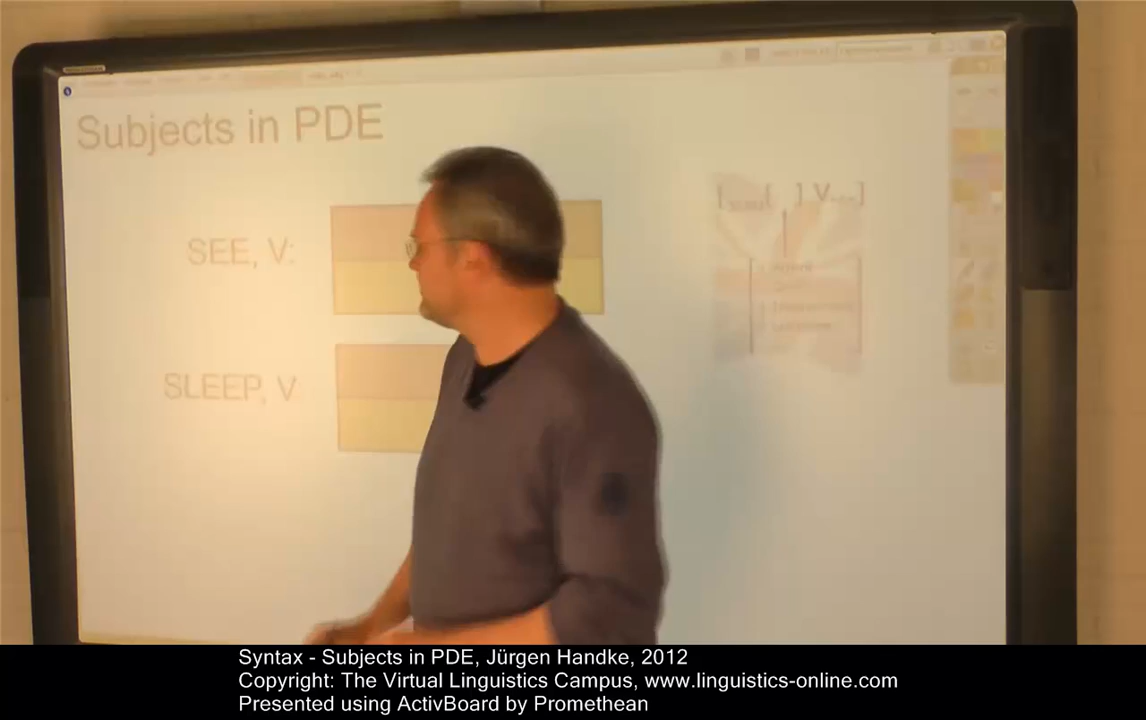 Subjects in PDE
SEE, V:
SLEEP, V
Syntax - Subjects in PDE, Jürgen Handke, 2012
Copyright: The Virtual Linguistics Campus, www.linguistics-online.com
Presented using ActivBoard by Promethean